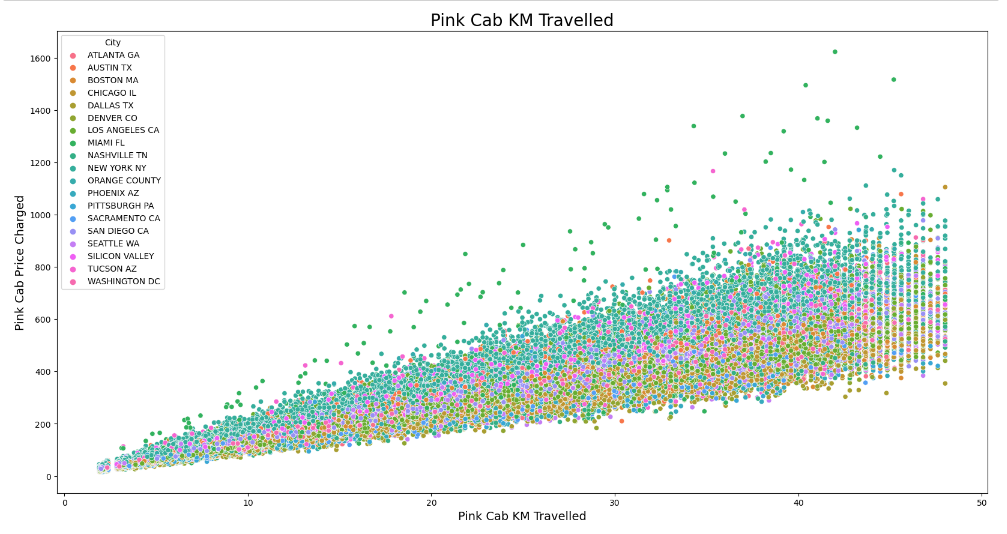 Pink Cab KM Travelled
City
ATLANTA GA
AUSTIN TX
BOSTON MA
CHICAGO IL
DALLAS TX
DENVER CO
LOS ANGELES CA
MIAMI FL
NASHVILLE TN
NEW YORK NY
ORANGE COUNTY
PHOENIX AZ
PITTSBURGH PA
SACRAMENTO CA
SAN DIEGO CA
SEATTLE WA
SILICON VALLEY
TUCSON AZ
WASHINGTON DC
Pink Cab Price Charged
1600
1400
1200
1000
800
600
400
200
0
0 10 20 30 40 50
Pink Cab KM Travelled